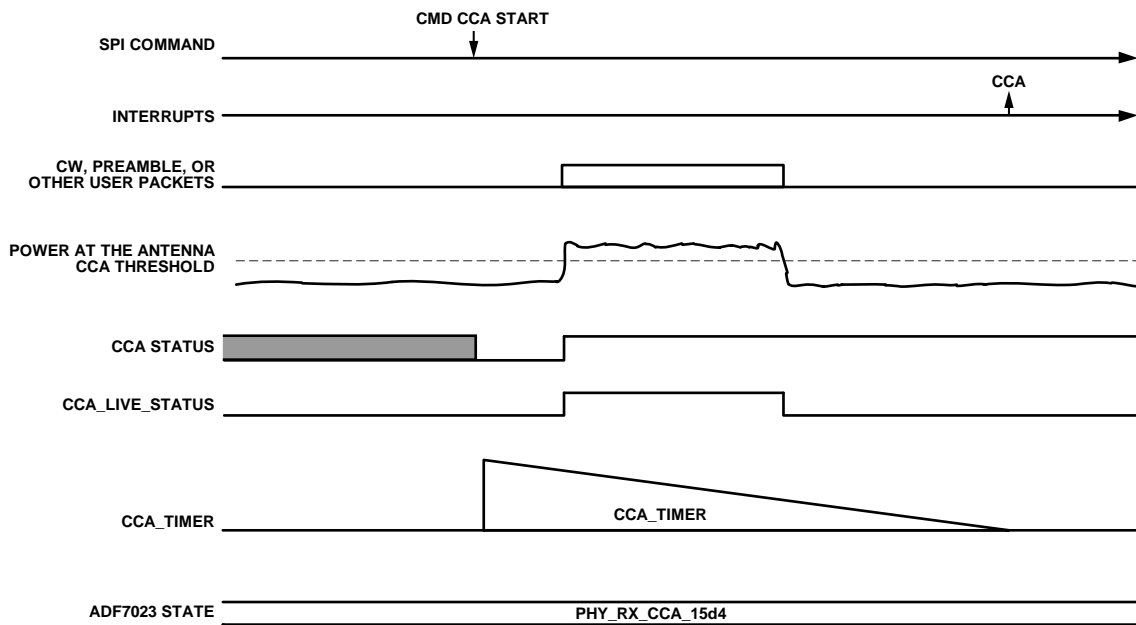 CMD CCA START
SPI COMMAND
CCA
INTERRUPTS
CW, PREAMBLE, OR
OTHER USER PACKETS
POWER AT THE ANTENNA
CCA THRESHOLD
CCA STATUS
CCA_LIVE_STATUS
CCA_TIMER
CCA_TIMER
ADF7023 STATE
PHY_RX_CCA_15d4